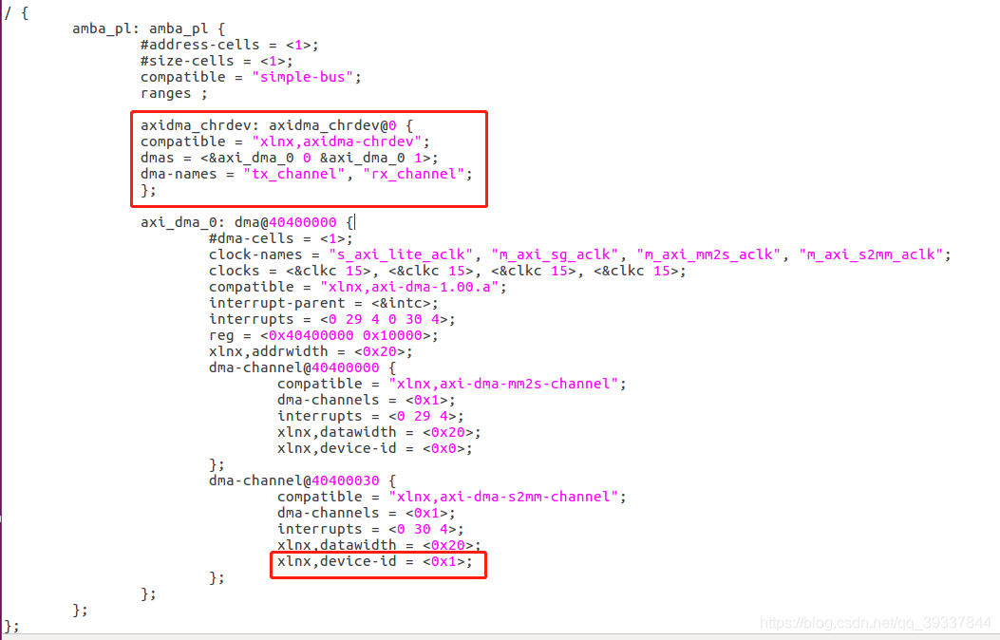 / {
amba_pl: amba_pl {
#address-cells = <1>;
#size-cells = <1>;
compatible = "simple-bus";
ranges ;
axidma_chrdev: axidma_chrdev@0 {
compatible = "xlnx,axidma-chrdev";
dmas = <&axi_dma_0 0 &axi_dma_0 1>;
dma-names = "tx_channel", "rx_channel";
};
axi_dma_0: dma@40400000 {
#dma-cells = <1>;
clock-names = "s_axi_lite_aclk", "m_axi_sg_aclk", "m_axi_mm2s_aclk", "m_axi_s2mm_aclk";
clocks = <&clkc 15>, <&clkc 15>, <&clkc 15>, <&clkc 15>;
compatible = "xlnx,axi-dma-1.00.a";
interrupt-parent = <&intc>;
interrupts = <0 29 4 0 30 4>;
reg = <0x40400000 0x10000>;
xlnx,addrwidth = <0x20>;
dma-channel@40400000 {
compatible = "xlnx,axi-dma-mm2s-channel";
dma-channels = <0x1>;
interrupts = <0 29 4>;
xlnx,datawidth = <0x20>;
xlnx,device-id = <0x0>;
};
dma-channel@40400030 {
compatible = "xlnx,axi-dma-s2mm-channel";
dma-channels = <0x1>;
interrupts = <0 30 4>;
xlnx,datawidth = <0x20>;
xlnx,device-id = <0x1>;
};
};
};
};
https://blog.csdn.net/qq_39337844